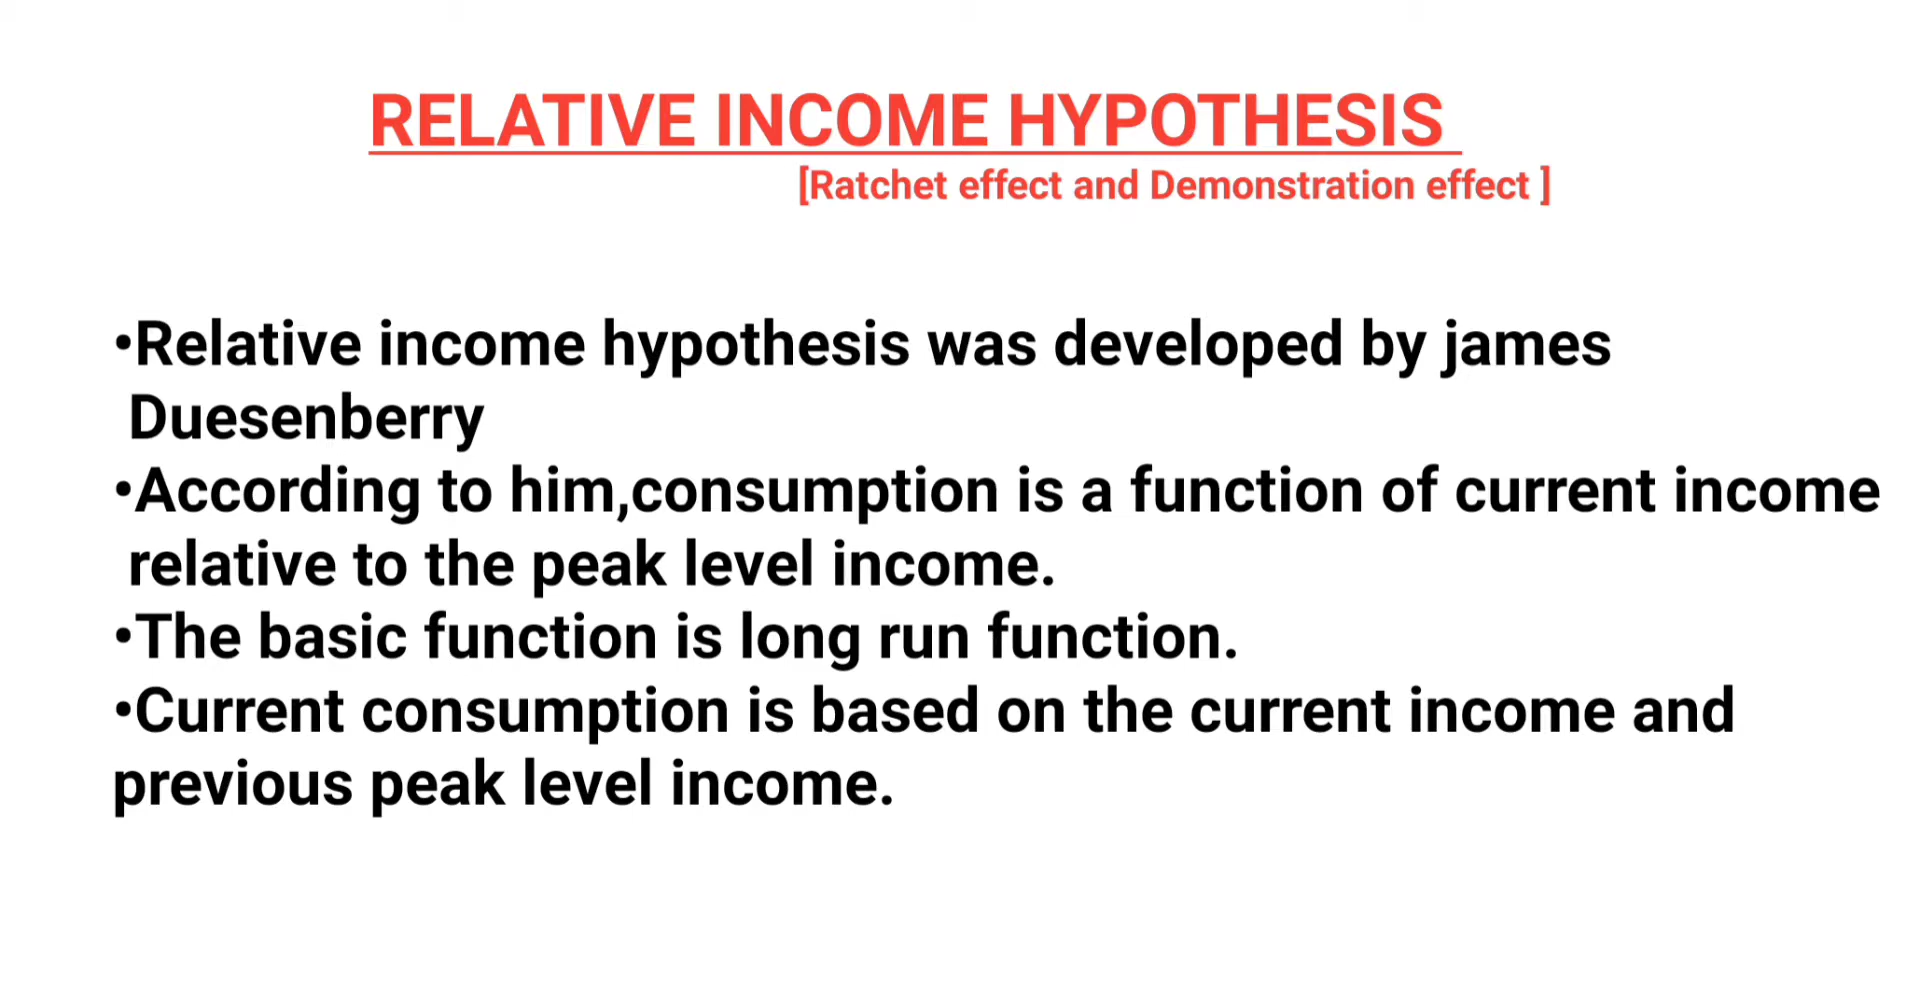 RELATIVE INCOME HYPOTHESIS
[Ratchet effect and Demonstration effect ]
•Relative income hypothesis was developed by james
Duesenberry
•According to him,consumption is a function of current income
relative to the peak level income.
•The basic function is long run function.
•Current consumption is based on the current income and
previous peak level income.